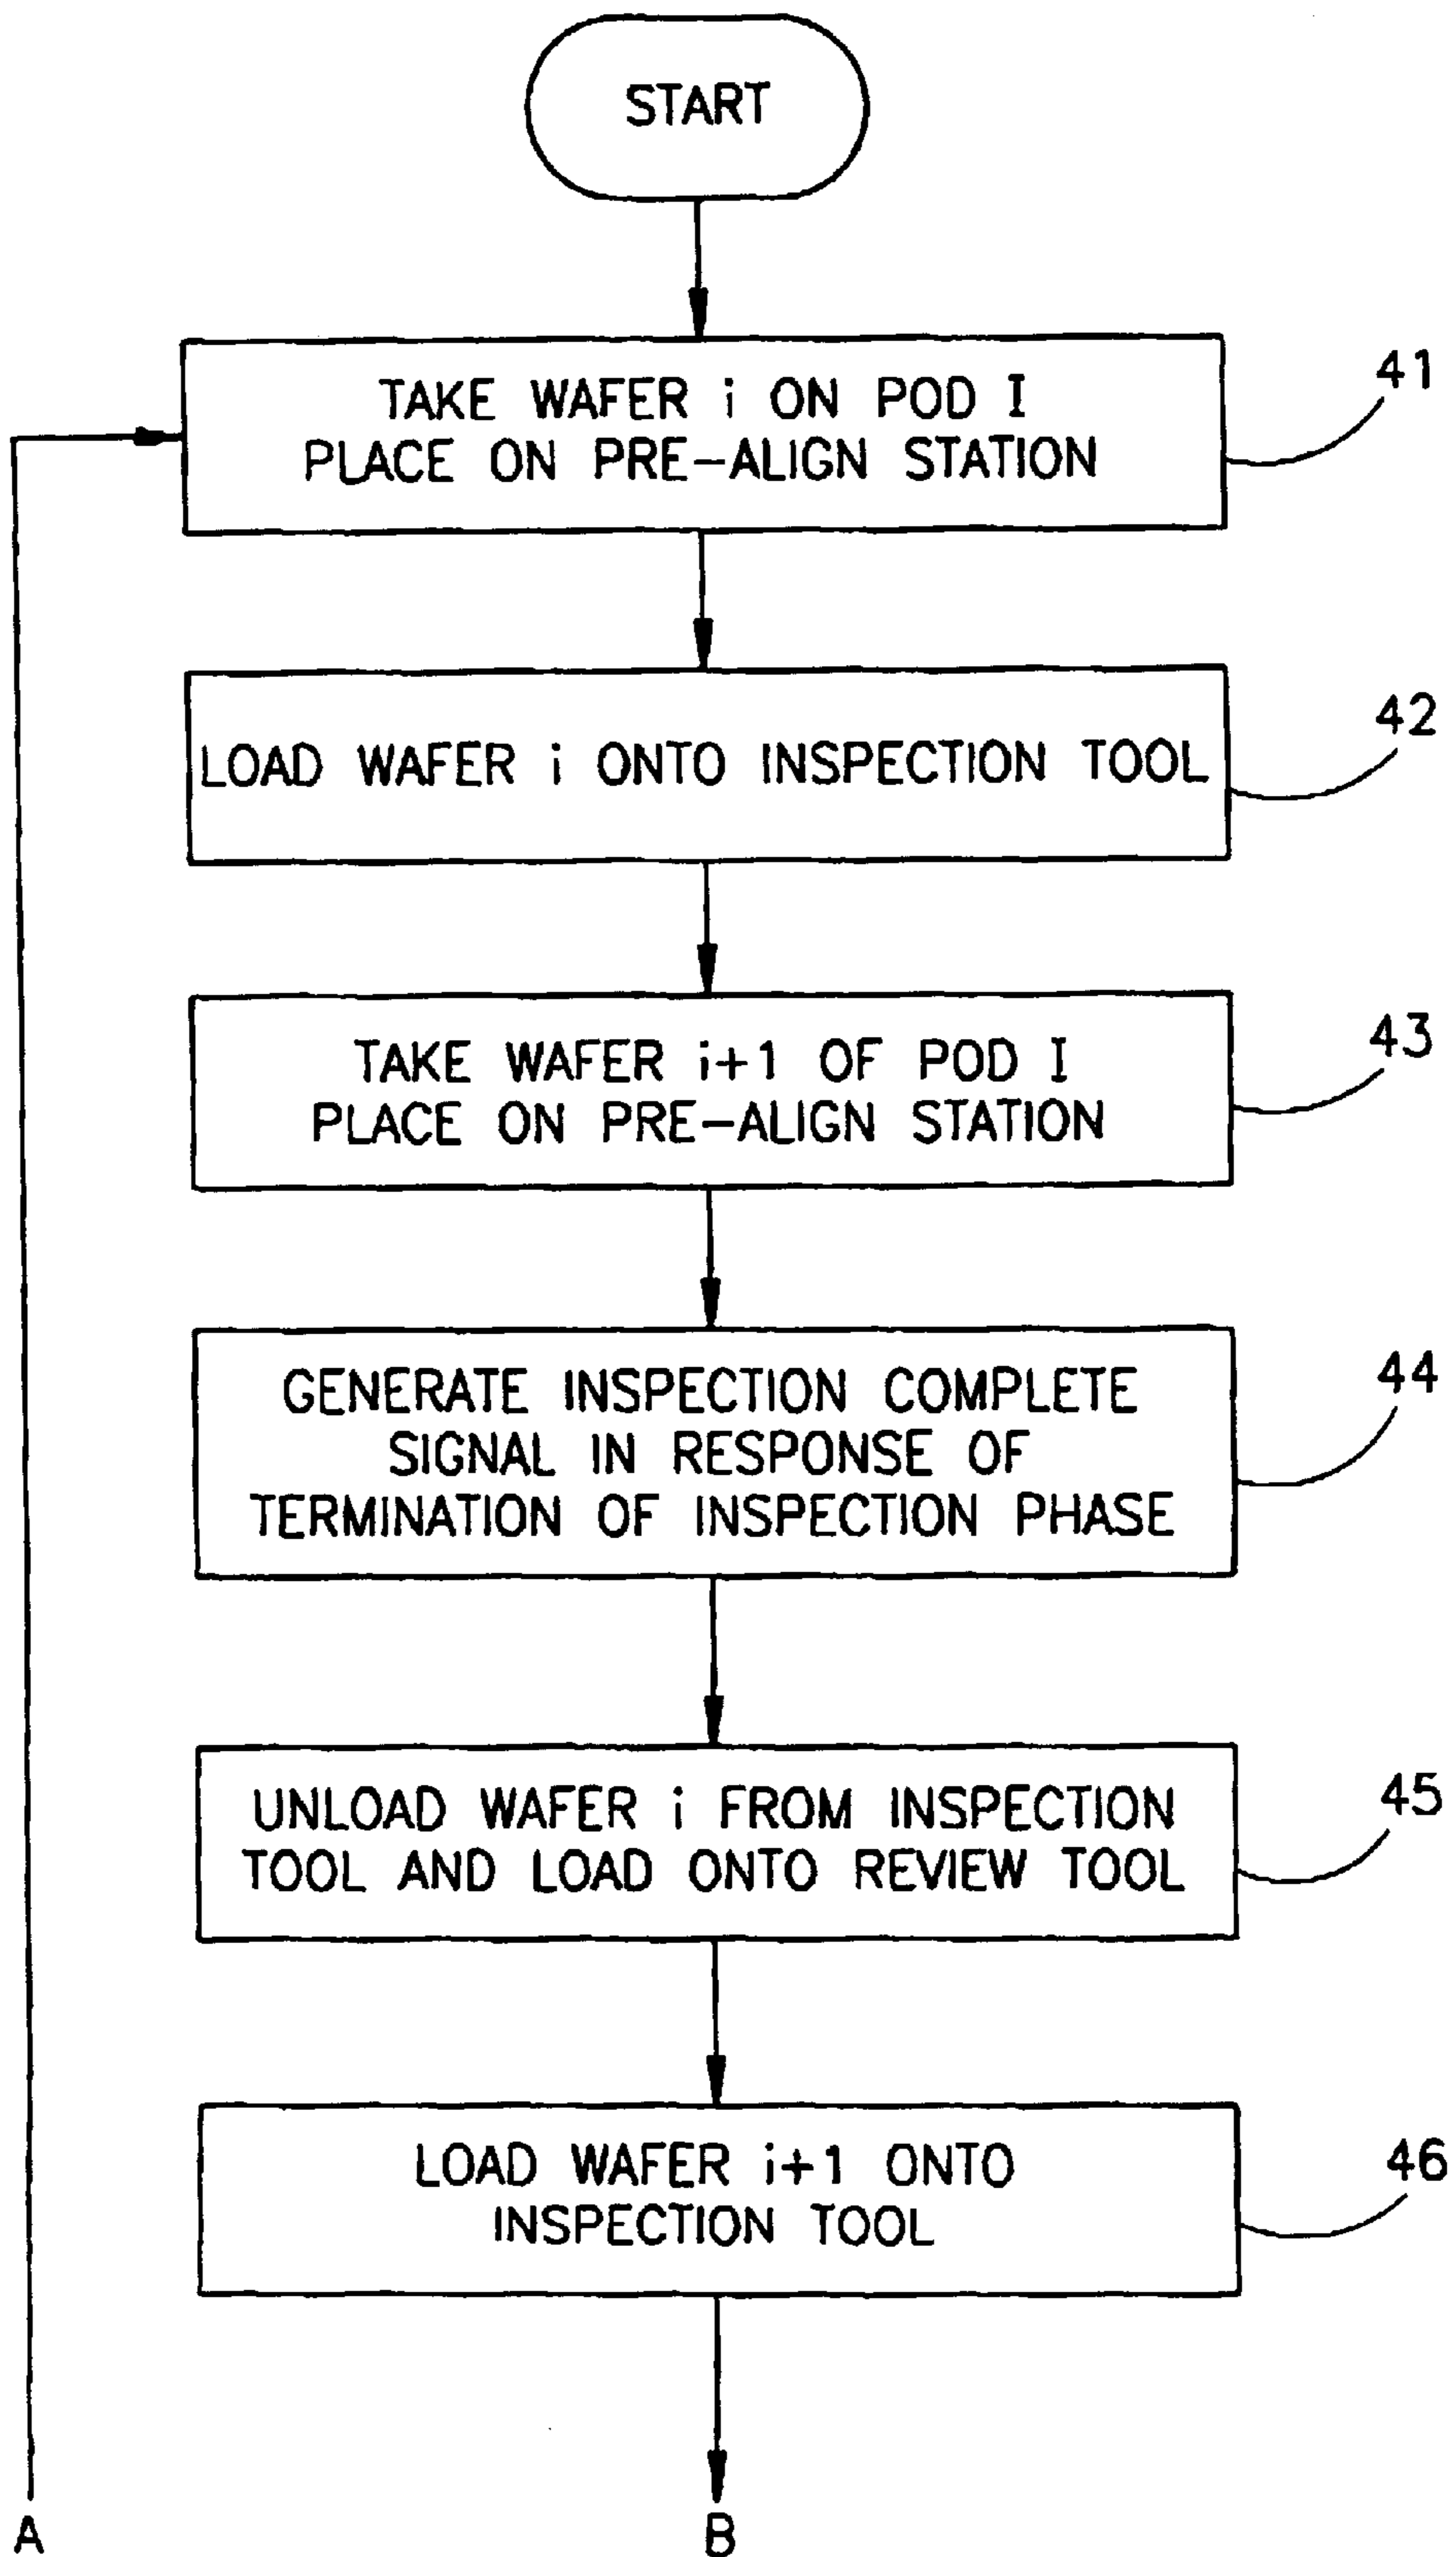 START
TAKE WAFER i ON POD I
PLACE ON PRE-ALIGN STATION
41
LOAD WAFER i ONTO INSPECTION TOOL
42
TAKE WAFER i+1 OF POD I
PLACE ON PRE-ALIGN STATION
43
GENERATE INSPECTION COMPLETE
SIGNAL IN RESPONSE OF
TERMINATION OF INSPECTION PHASE
44
UNLOAD WAFER i FROM INSPECTION
TOOL AND LOAD ONTO REVIEW TOOL
45
LOAD WAFER i+1 ONTO
INSPECTION TOOL
46
A
B